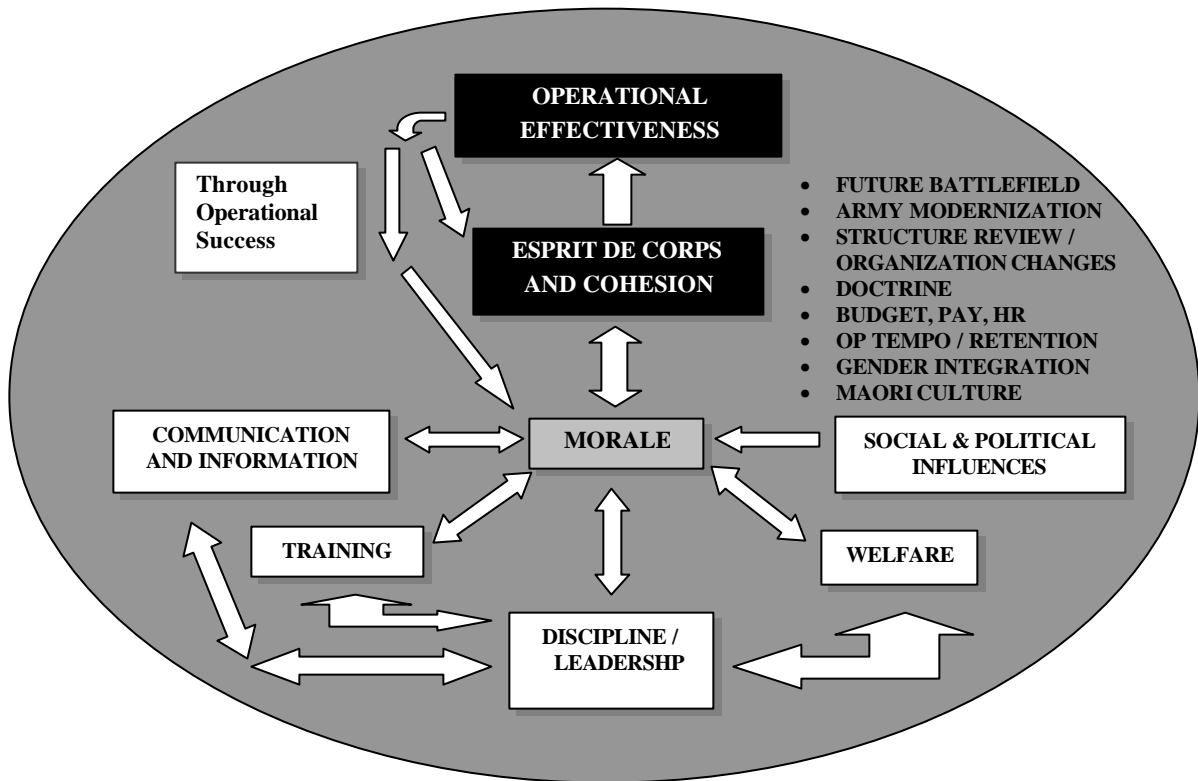 OPERATIONAL
EFFECTIVENESS
Through
Operational
Success
ESPRIT DE CORPS
AND COHESION
• FUTURE BATTLEFIELD
• ARMY MODERNIZATION
• STRUCTURE REVIEW /
ORGANIZATION CHANGES
• DOCTRINE
• BUDGET, PAY, HR
• OP TEMPO / RETENTION
• GENDER INTEGRATION
• MAORI CULTURE
COMMUNICATION
AND INFORMATION
MORALE
SOCIAL & POLITICAL
INFLUENCES
TRAINING
WELFARE
DISCIPLINE /
LEADERSHP